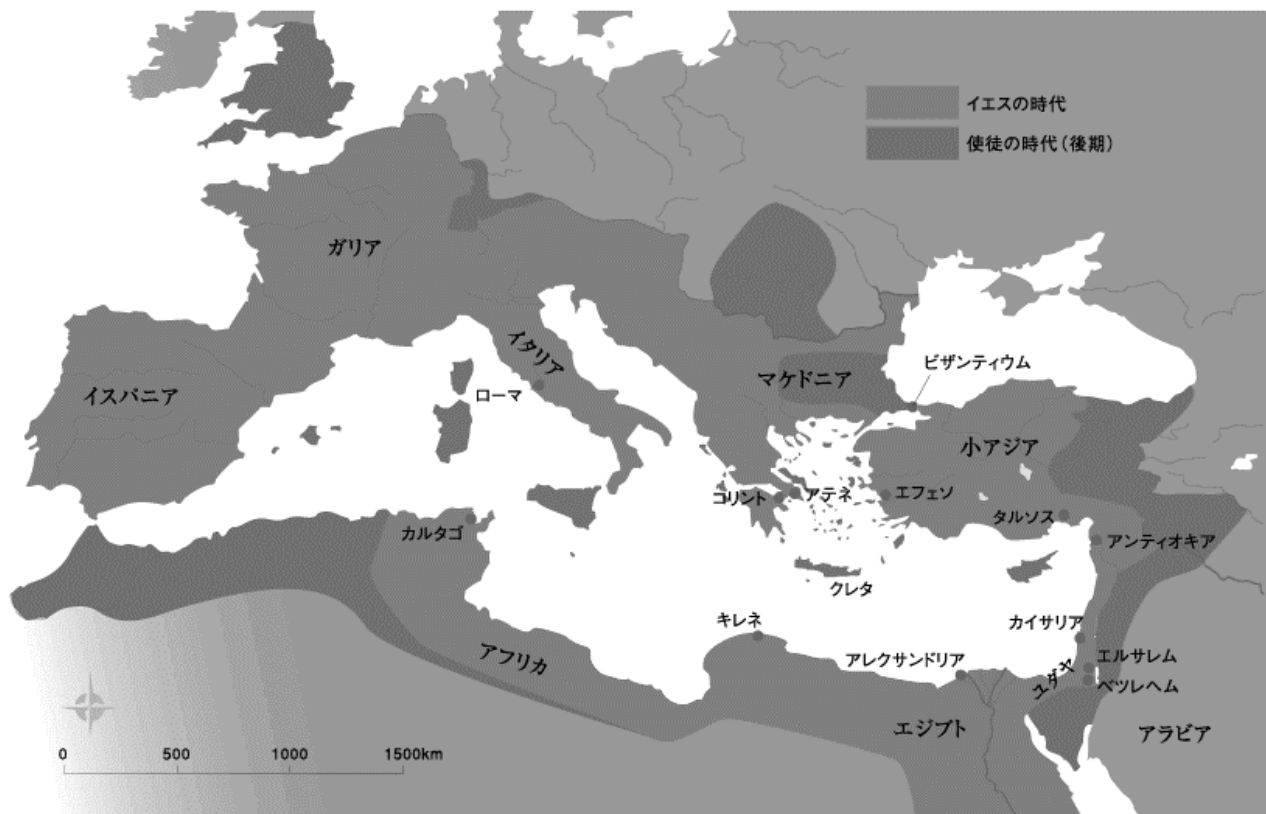 イエスの時代
使徒の時代(後期)
ガリア
イタリア
ローマ
イスパニア
マケドニア
ビザンティウム
小アジア
コリント
アテネ
エフェソ
タルソス
アンティオキア
カルタゴ
クレタ
キレネ
カイサリア
アフリカ
アレクサンドリア
ユダヤ
エルサレム
ベツレヘム
エジプト
アラビア
0 500 1000 1500km